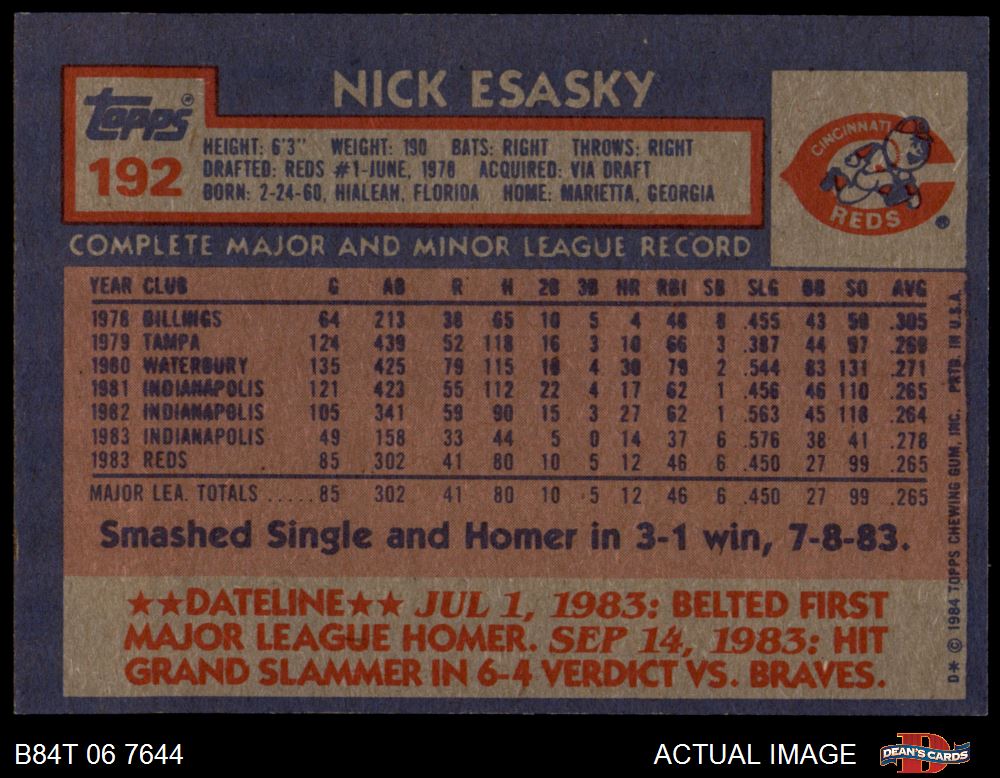 NICK ESASKY
Topps®
192
HEIGHT: 6'3" WEIGHT: 190 BATS: RIGHT THROWS: RIGHT
DRAFTED: REDS #1-JUNE, 1978 ACQUIRED: VIA DRAFT
BORN: 2-24-60, HIALEAH, FLORIDA HOME: MARIETTA, GEORGIA
CINCINNATI
REDS
®
COMPLETE MAJOR AND MINOR LEAGUE RECORD
YEAR CLUB G AB R H 2B 3B HR RBI SB SLG BB SO AVG
1978 BILLINGS 64 213 38 65 10 5 4 48 8 .455 43 50 .305
1979 TAMPA 124 439 52 118 16 3 10 66 3 .387 44 97 .269
1980 WATERBURY 135 425 79 115 18 4 30 79 2 .544 83 131 .271
1981 INDIANAPOLIS 121 423 55 112 22 4 17 62 1 .456 46 110 .265
1982 INDIANAPOLIS 105 341 59 90 15 3 27 62 1 .563 45 118 .264
1983 INDIANAPOLIS 49 158 33 44 5 0 14 37 6 .576 38 41 .278
1983 REDS 85 302 41 80 10 5 12 46 6 .450 27 99 .265
MAJOR LEA. TOTALS ..... 85 302 41 80 10 5 12 46 6 .450 27 99 .265
Smashed Single and Homer in 3-1 win, 7-8-83.
★★DATELINE★★ JUL 1, 1983: BELTED FIRST
MAJOR LEAGUE HOMER. SEP 14, 1983: HIT
GRAND SLAMMER IN 6-4 VERDICT VS. BRAVES.
D* © 1984 TOPPS CHEWING GUM, INC. PRTD. IN U.S.A.
B84T 06 7644
ACTUAL IMAGE
DEAN'S CARDS